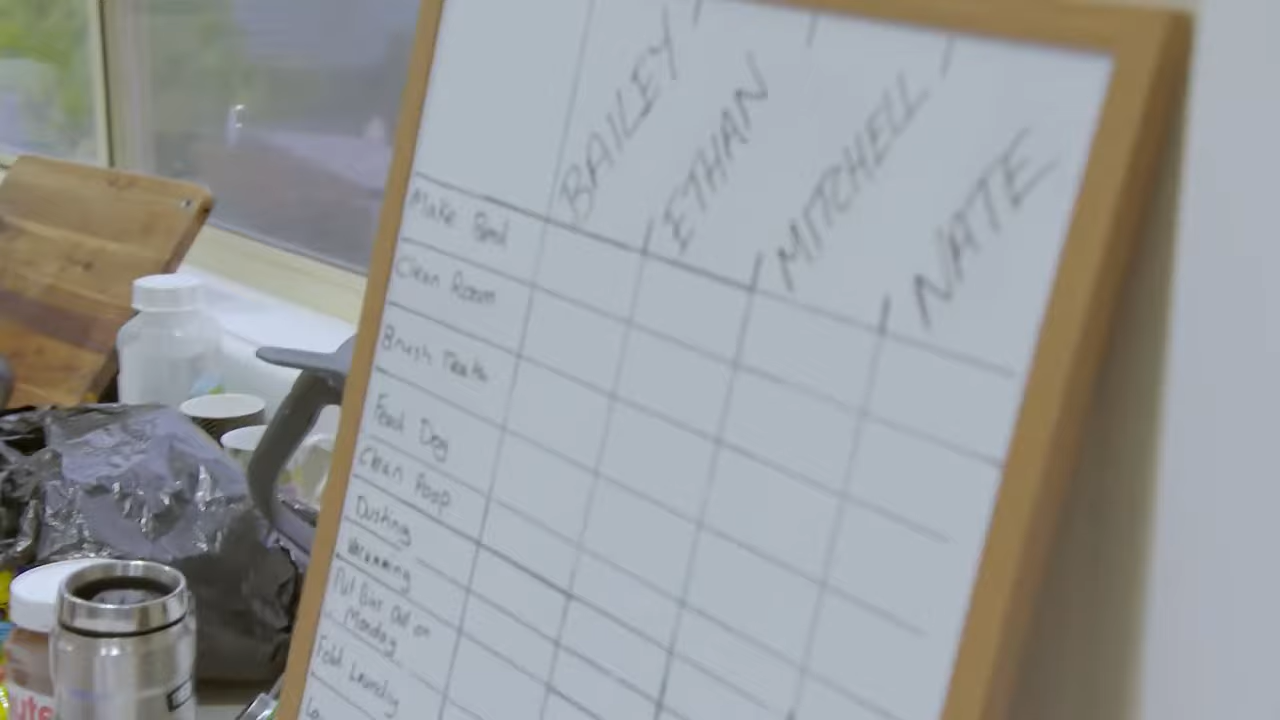 BAILEY
ETHAN
MITCHELL
NATE
Make Bed
Clean Room
Brush Teeth
Feed Dog
Clean Poop
Dusting
Vacuuming
Put Bins Out on
Monday
Fold Laundry